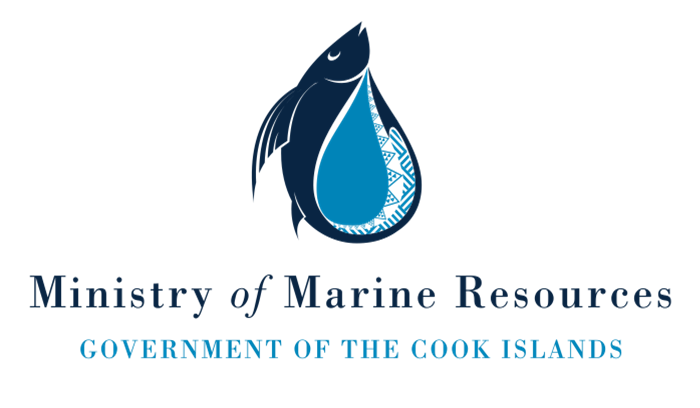 Ministry of Marine Resources
GOVERNMENT OF THE COOK ISLANDS